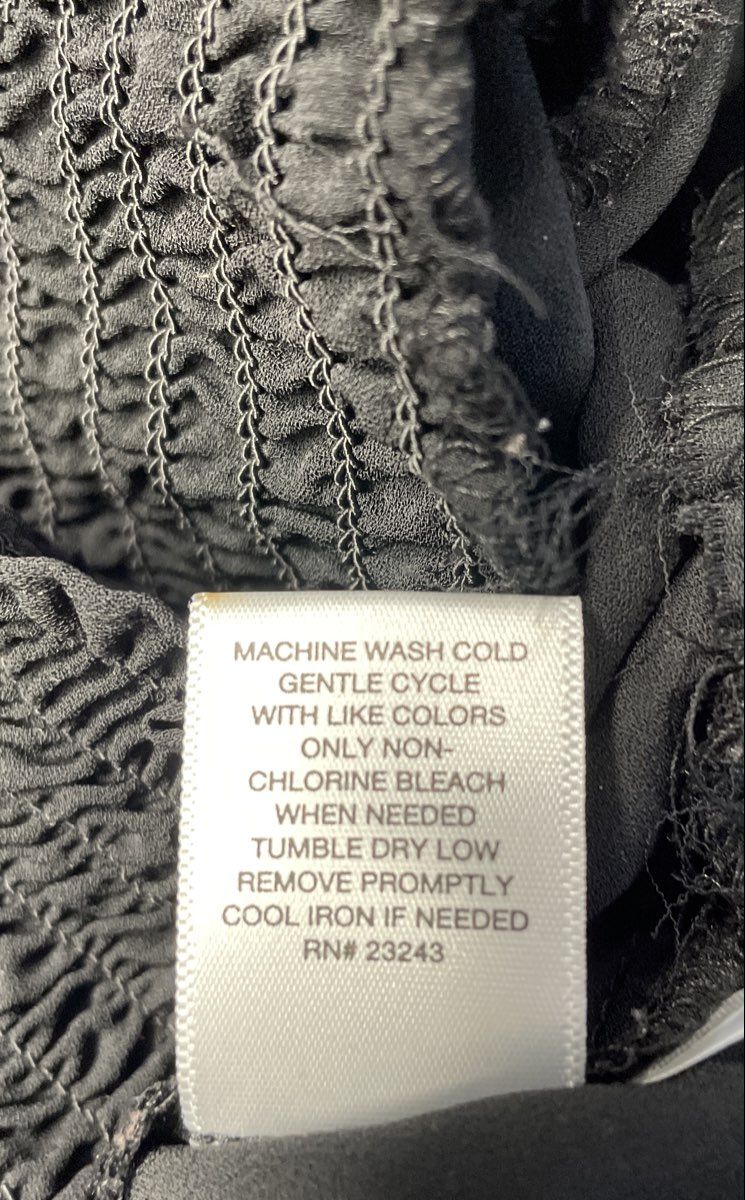 MACHINE WASH COLD
GENTLE CYCLE
WITH LIKE COLORS
ONLY NON-
CHLORINE BLEACH
WHEN NEEDED
TUMBLE DRY LOW
REMOVE PROMPTLY
COOL IRON IF NEEDED
RN# 23243